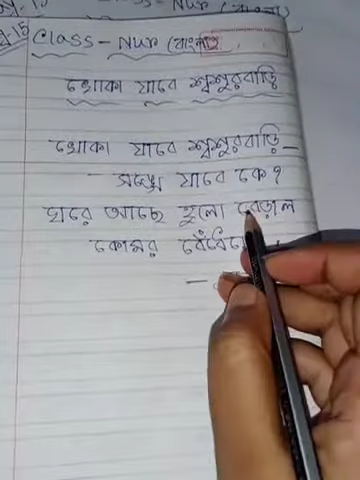 Class - Nur (বাংলা)
খোকা যাবে শ্বশুরবাড়ি
খোকা যাবে শ্বশুরবাড়ি
সঙ্গে যাবে কে?
ঘরে আছে হুলো বেড়াল
কোমর